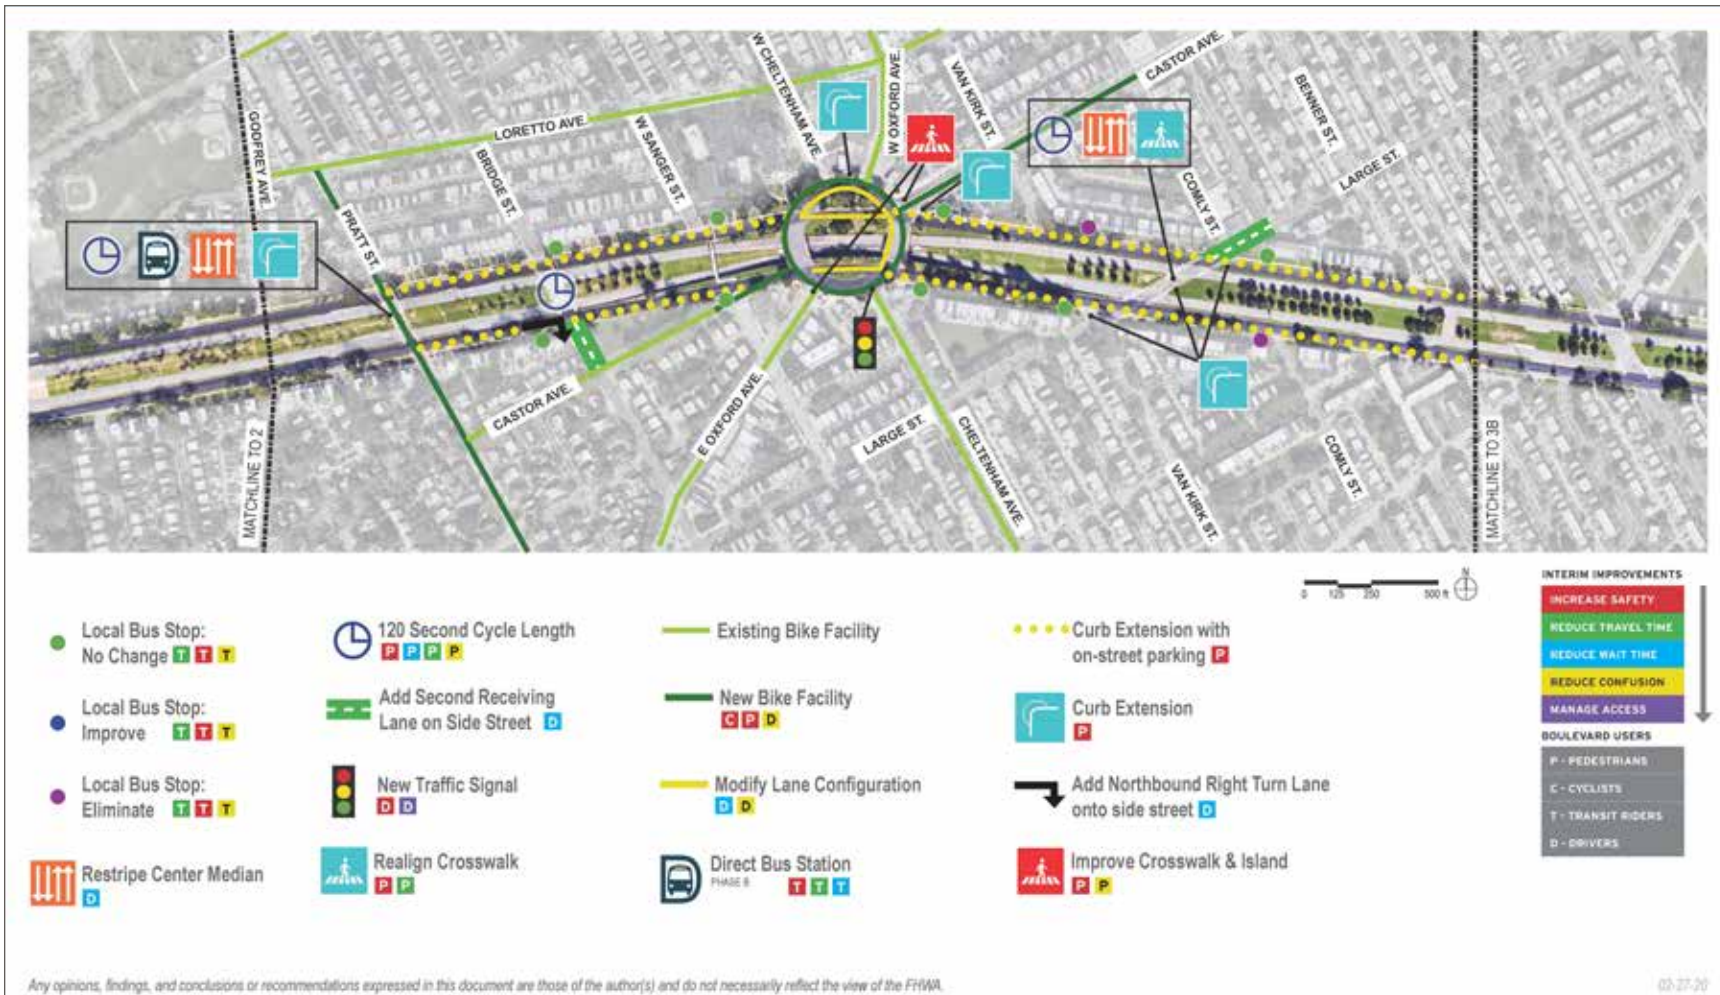 GODFREY AVE.
LORETTO AVE.
BRIDGE ST.
W SANGER ST.
W CHELTENHAM AVE.
W OXFORD AVE.
VAN KIRK ST.
CASTOR AVE.
BENNER ST.
LARGE ST.
COMLY ST.
PRATT ST.
CASTOR AVE.
E OXFORD AVE.
LARGE ST.
CHELTENHAM AVE.
VAN KIRK ST.
COMLY ST.
MATCHLINE TO 2
MATCHLINE TO 3B
Local Bus Stop:
No Change T T T
Local Bus Stop:
Improve T T T
Local Bus Stop:
Eliminate T T T
Restripe Center Median
D
120 Second Cycle Length
P P P P
Add Second Receiving
Lane on Side Street D
New Traffic Signal
D D
Realign Crosswalk
P P
Existing Bike Facility
New Bike Facility
C P D
Modify Lane Configuration
D D
D
Direct Bus Station
PHASE B T T T
Curb Extension with
on-street parking P
Curb Extension
P
Add Northbound Right Turn Lane
onto side street D
Improve Crosswalk & Island
P P
N
0 125 250 500 ft
INTERIM IMPROVEMENTS
INCREASE SAFETY
REDUCE TRAVEL TIME
REDUCE WAIT TIME
REDUCE CONFUSION
MANAGE ACCESS
BOULEVARD USERS
P - PEDESTRIANS
C - CYCLISTS
T - TRANSIT RIDERS
D - DRIVERS
Any opinions, findings, and conclusions or recommendations expressed in this document are those of the author(s) and do not necessarily reflect the view of the FHWA.
02-27-20